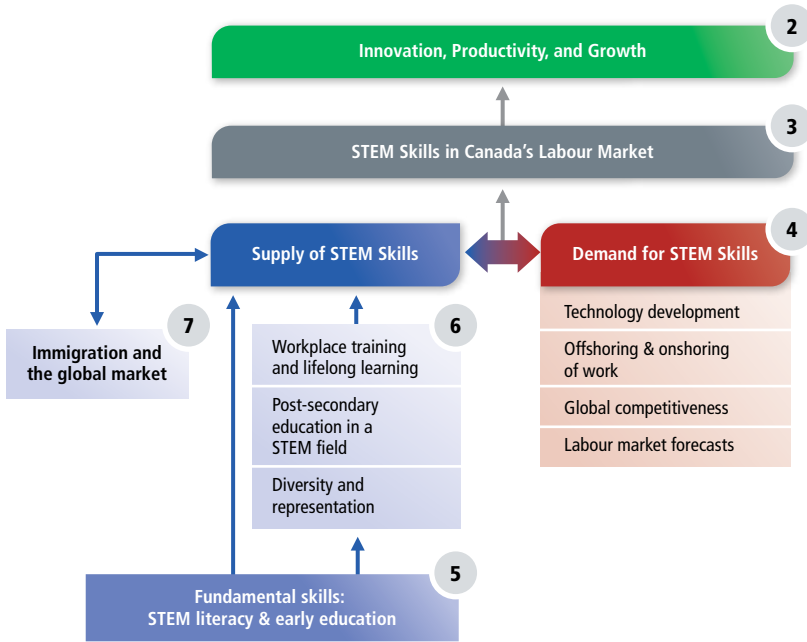 2
Innovation, Productivity, and Growth
3
STEM Skills in Canada's Labour Market
4
Supply of STEM Skills
Demand for STEM Skills
7
Immigration and
the global market
6
Workplace training
and lifelong learning
Post-secondary
education in a
STEM field
Diversity and
representation
Technology development
Offshoring & onshoring
of work
Global competitiveness
Labour market forecasts
5
Fundamental skills:
STEM literacy & early education